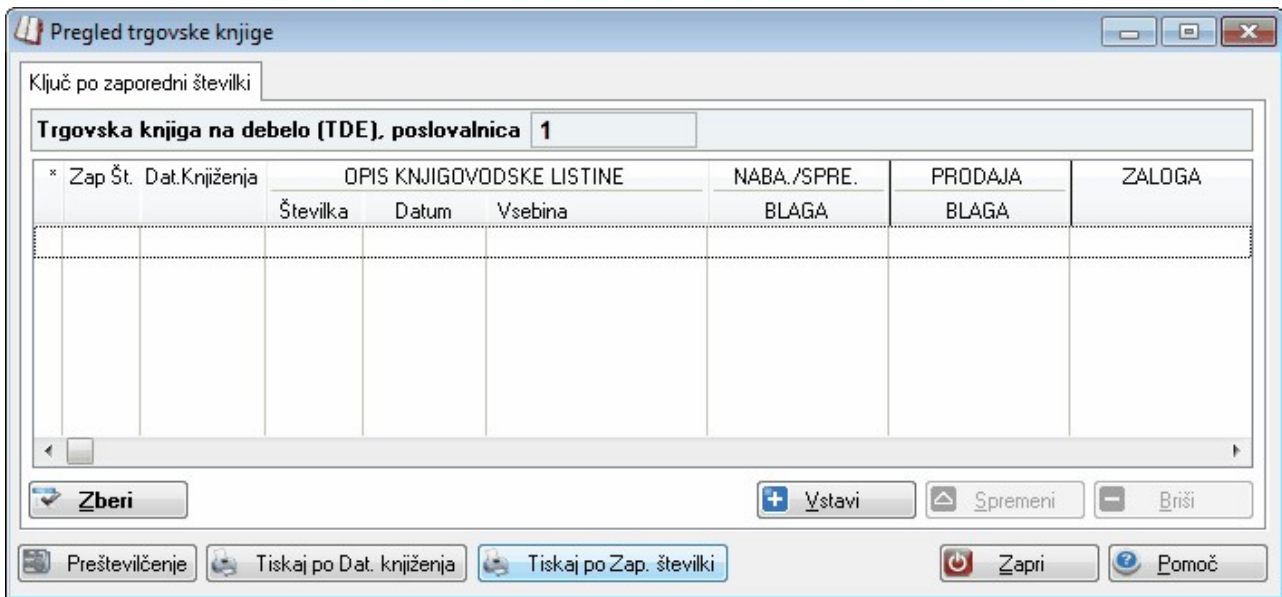 Pregled trgovske knjige
Ključ po zaporedni številki
Trgovska knjiga na debelo (TDE), poslovalnica 1
* Zap Št. Dat.Knjiženja OPIS KNJIGOVODSKE LISTINE NABA./SPRE. PRODAJA ZALOGA
Številka Datum Vsebina BLAGA BLAGA
Zberi Vstavi Spremeni Briši
Preštevilčenje Tiskaj po Dat. knjiženja Tiskaj po Zap. številki Zapri Pomoč